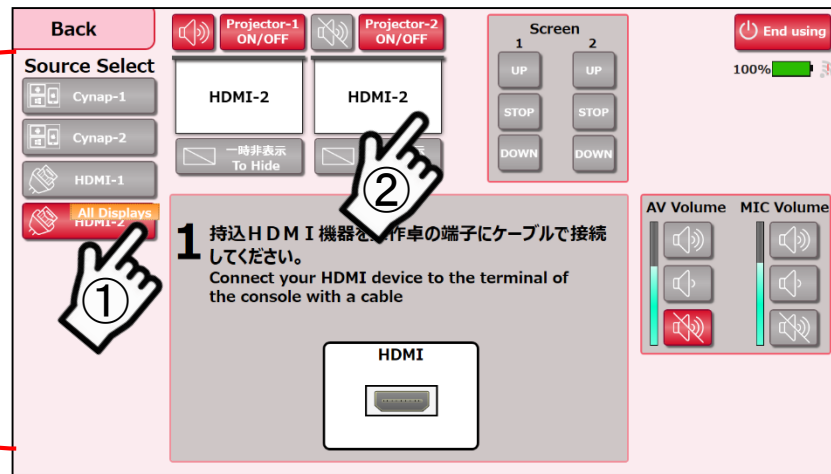 Back
Projector-1
ON/OFF
Projector-2
ON/OFF
Screen
1 2
End using
Source Select
100%
Cynap-1
HDMI-2
HDMI-2
UP
UP
Cynap-2
STOP
STOP
一時非表示
To Hide
DOWN
DOWN
HDMI-1
②
All Displays
HDMI-2
AV Volume
MIC Volume
1
持込HDMI機器を作卓の端子にケーブルで接続
してください。
Connect your HDMI device to the terminal of
the console with a cable
①
HDMI